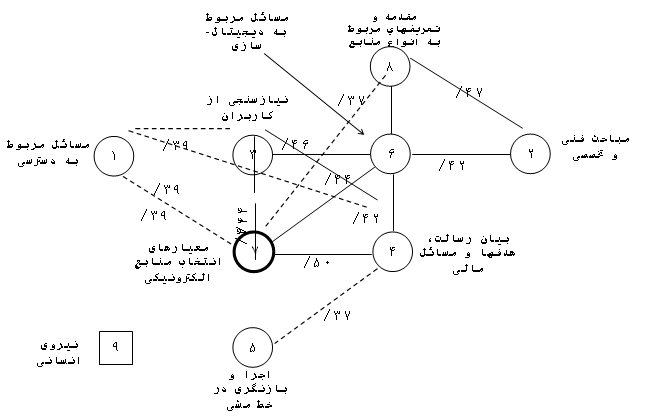 مقدمه و
تعریفهای مربوط
به انواع منابع
۸
مسائل مربوط
به دیجیتال-
سازی
/۳۷
/۴۷
نیازسنجی از
کاربران
مسائل مربوط
به دسترسی
۱
/۳۹
۳
/۴۶
۶
/۴۲
۲
مباحث فنی
و تخصصی
/۳۹
/۳۹
/۴۴
/۴۲
معیارهای
انتخاب منابع
الکترونیکی
۷
/۵۰
۴
بیان رسالت،
هدفها و مسائل
مالی
/۳۷
نیروی
انسانی
۹
۵
اجرا و
بازنگری در
خط مشی